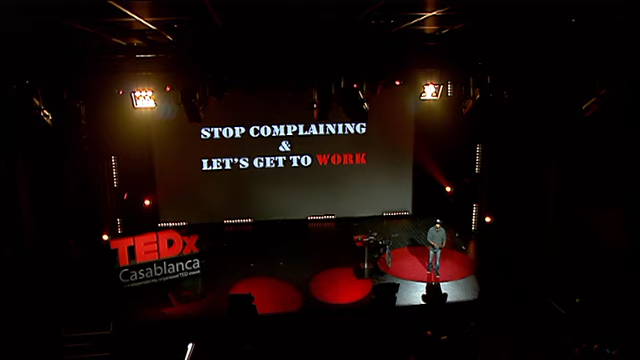 STOP COMPLAINING
&
LET'S GET TO WORK
TEDx
Casablanca